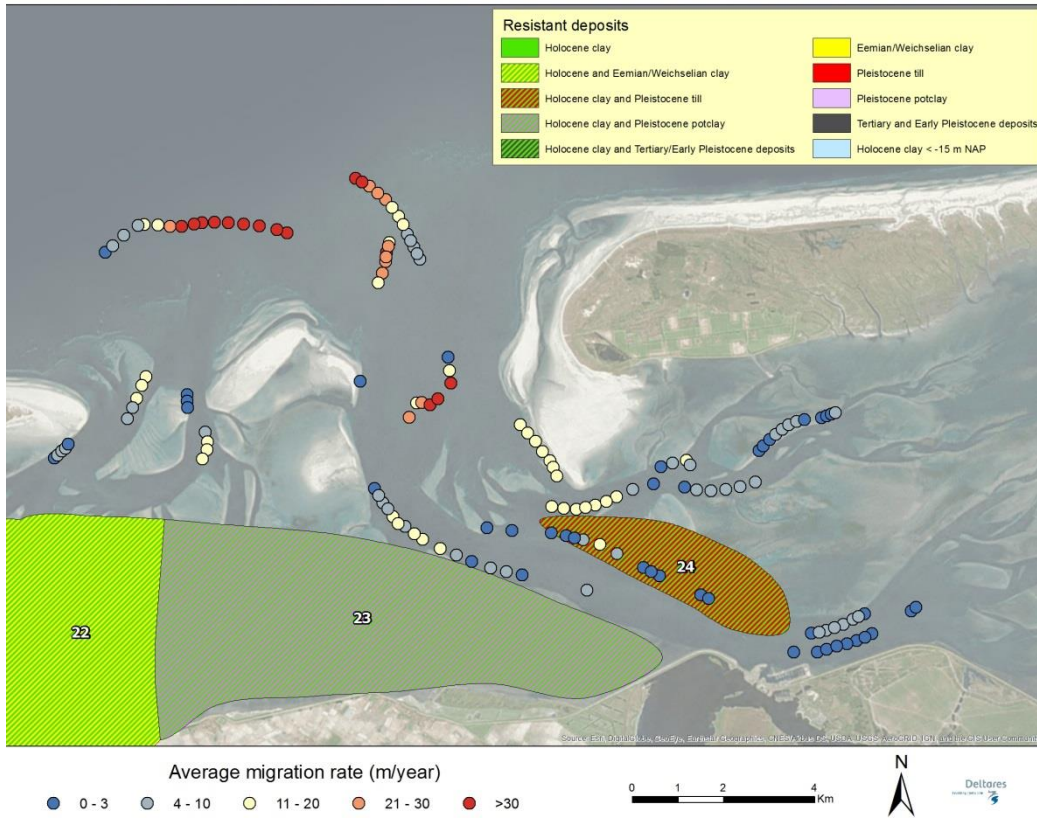 Resistant deposits
Holocene clay
Eemian/Weichselian clay
Holocene and Eemian/Weichselian clay
Pleistocene till
Holocene clay and Pleistocene till
Pleistocene potclay
Holocene clay and Pleistocene potclay
Tertiary and Early Pleistocene deposits
Holocene clay and Tertiary/Early Pleistocene deposits
Holocene clay < -15 m NAP
24
22
23
Average migration rate (m/year)
0 - 3
4 - 10
11 - 20
21 - 30
>30
0 1 2 4
Km
N
Deltares